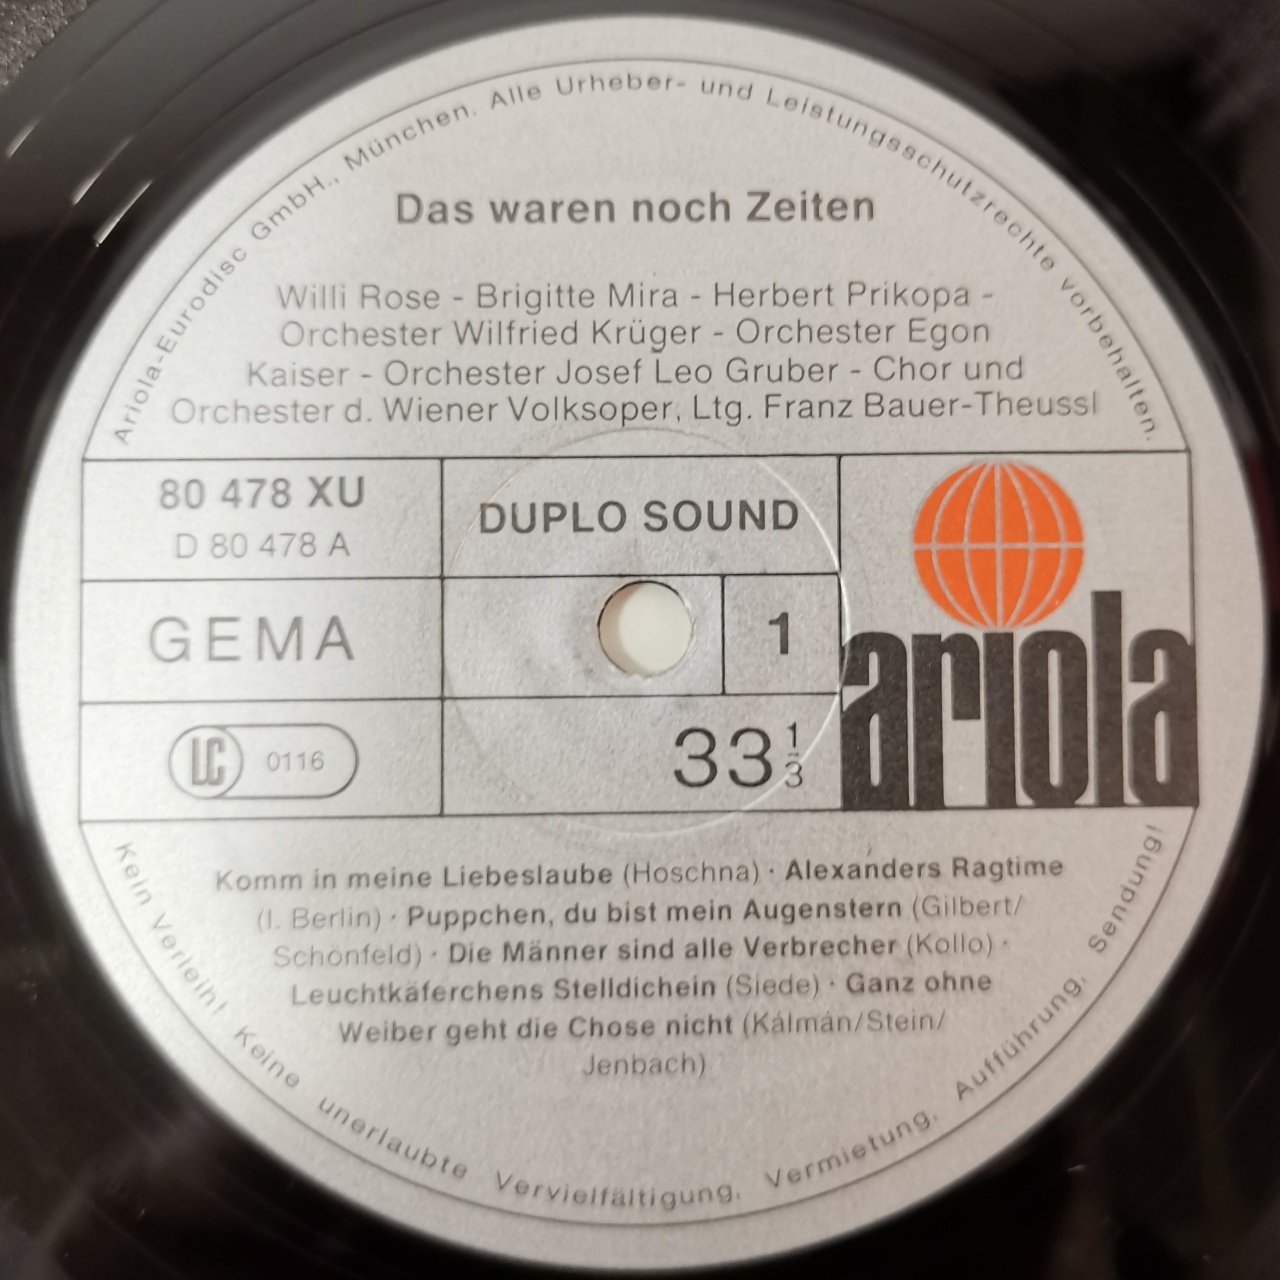 Ariola-Eurodisc GmbH., München. Alle Urheber- und Leistungsschutzrechte vorbehalten.
Das waren noch Zeiten
Willi Rose - Brigitte Mira - Herbert Prikopa -
Orchester Wilfried Krüger - Orchester Egon
Kaiser - Orchester Josef Leo Gruber - Chor und
Orchester d. Wiener Volksoper, Ltg. Franz Bauer-Theussl
80 478 XU
D 80 478 A
DUPLO SOUND
GEMA
1
ariola
LC 0116
33 1/3
Komm in meine Liebeslaube (Hoschna) · Alexanders Ragtime
(I. Berlin) · Puppchen, du bist mein Augenstern (Gilbert/
Schönfeld) · Die Männer sind alle Verbrecher (Kollo) ·
Leuchtkäferchens Stelldichein (Siede) · Ganz ohne
Weiber geht die Chose nicht (Kálmán/Stein/
Jenbach)
Kein Verleih! Keine unerlaubte Vervielfältigung, Vermietung, Aufführung, Sendung!